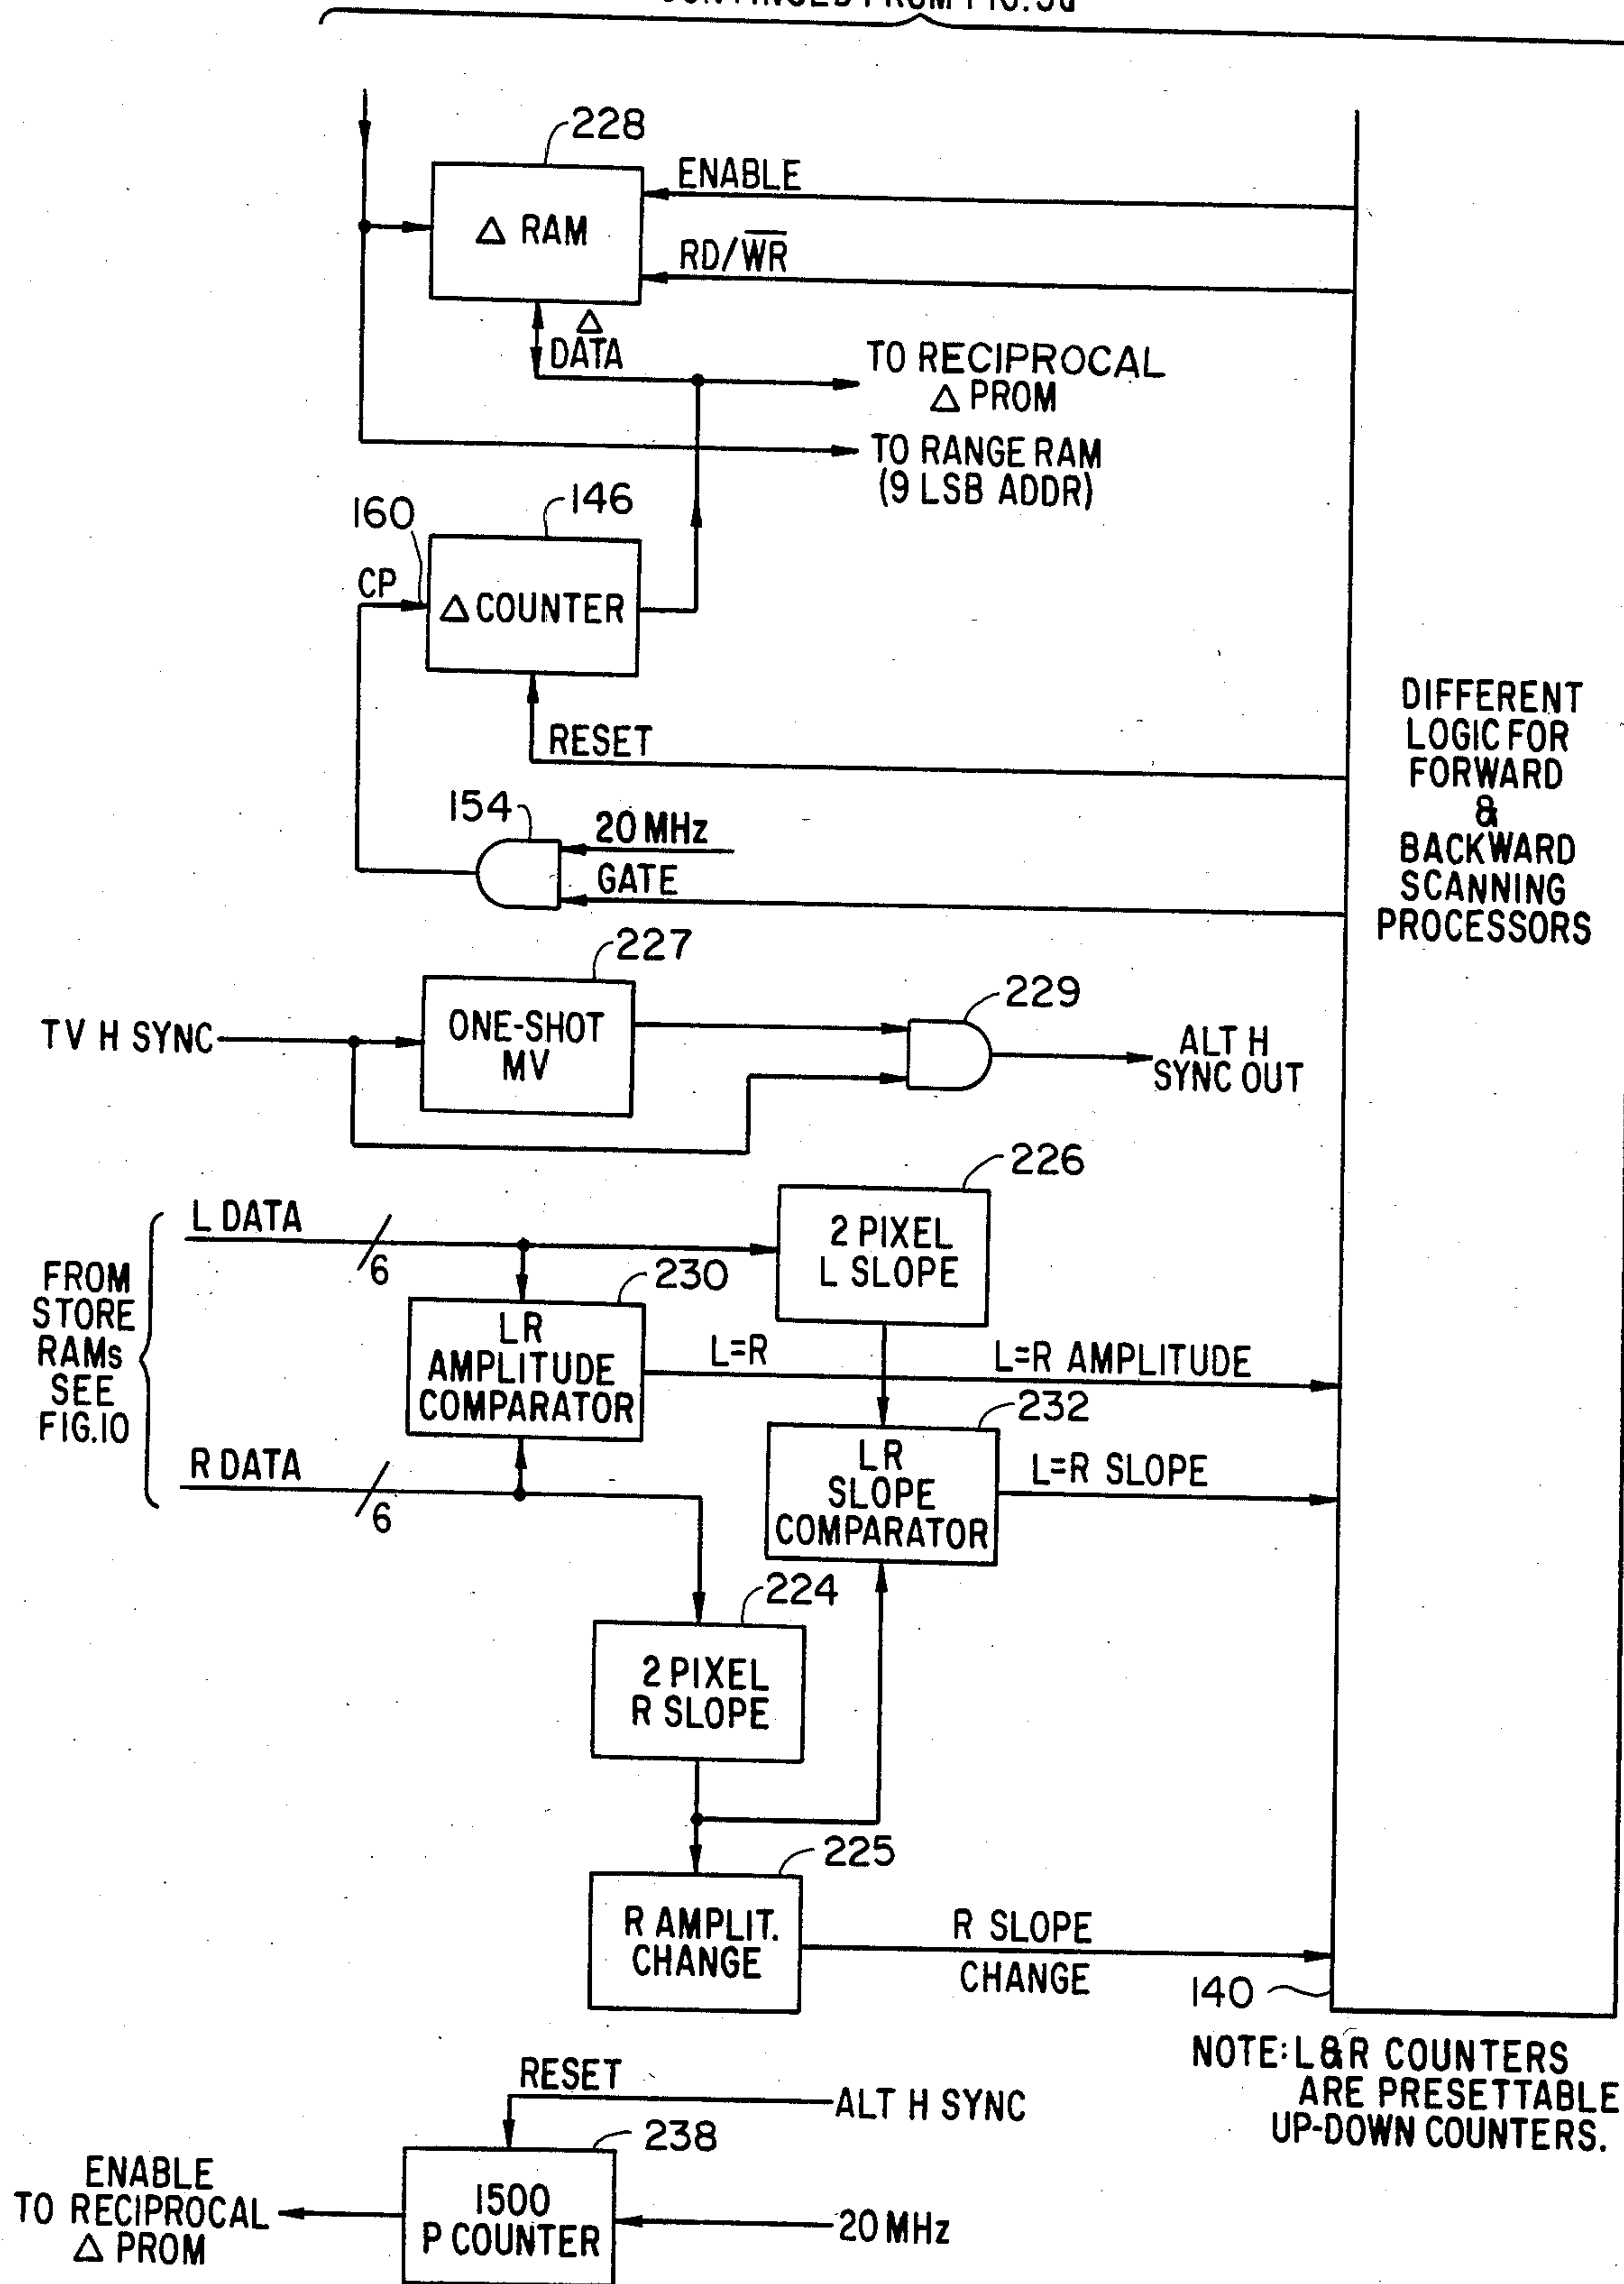 CONTINUED FROM FIG. 9a
228
ENABLE
△ RAM
RD/W̅R̅
△
DATA
TO RECIPROCAL
△ PROM
TO RANGE RAM
(9 LSB ADDR)
160
146
CP
△ COUNTER
RESET
DIFFERENT
LOGIC FOR
FORWARD
&
BACKWARD
SCANNING
PROCESSORS
154
20 MHz
GATE
227
229
TV H SYNC
ONE-SHOT
MV
ALT H
SYNC OUT
226
L DATA
6
2 PIXEL
L SLOPE
FROM
STORE
RAMs
SEE
FIG.10
230
LR
AMPLITUDE
COMPARATOR
L=R
L=R AMPLITUDE
232
R DATA
6
LR
SLOPE
COMPARATOR
L=R SLOPE
224
2 PIXEL
R SLOPE
225
R AMPLIT.
CHANGE
R SLOPE
CHANGE
140
NOTE: L&R COUNTERS
ARE PRESETTABLE
UP-DOWN COUNTERS.
RESET
ALT H SYNC
238
ENABLE
TO RECIPROCAL
△ PROM
1500
P COUNTER
20 MHz